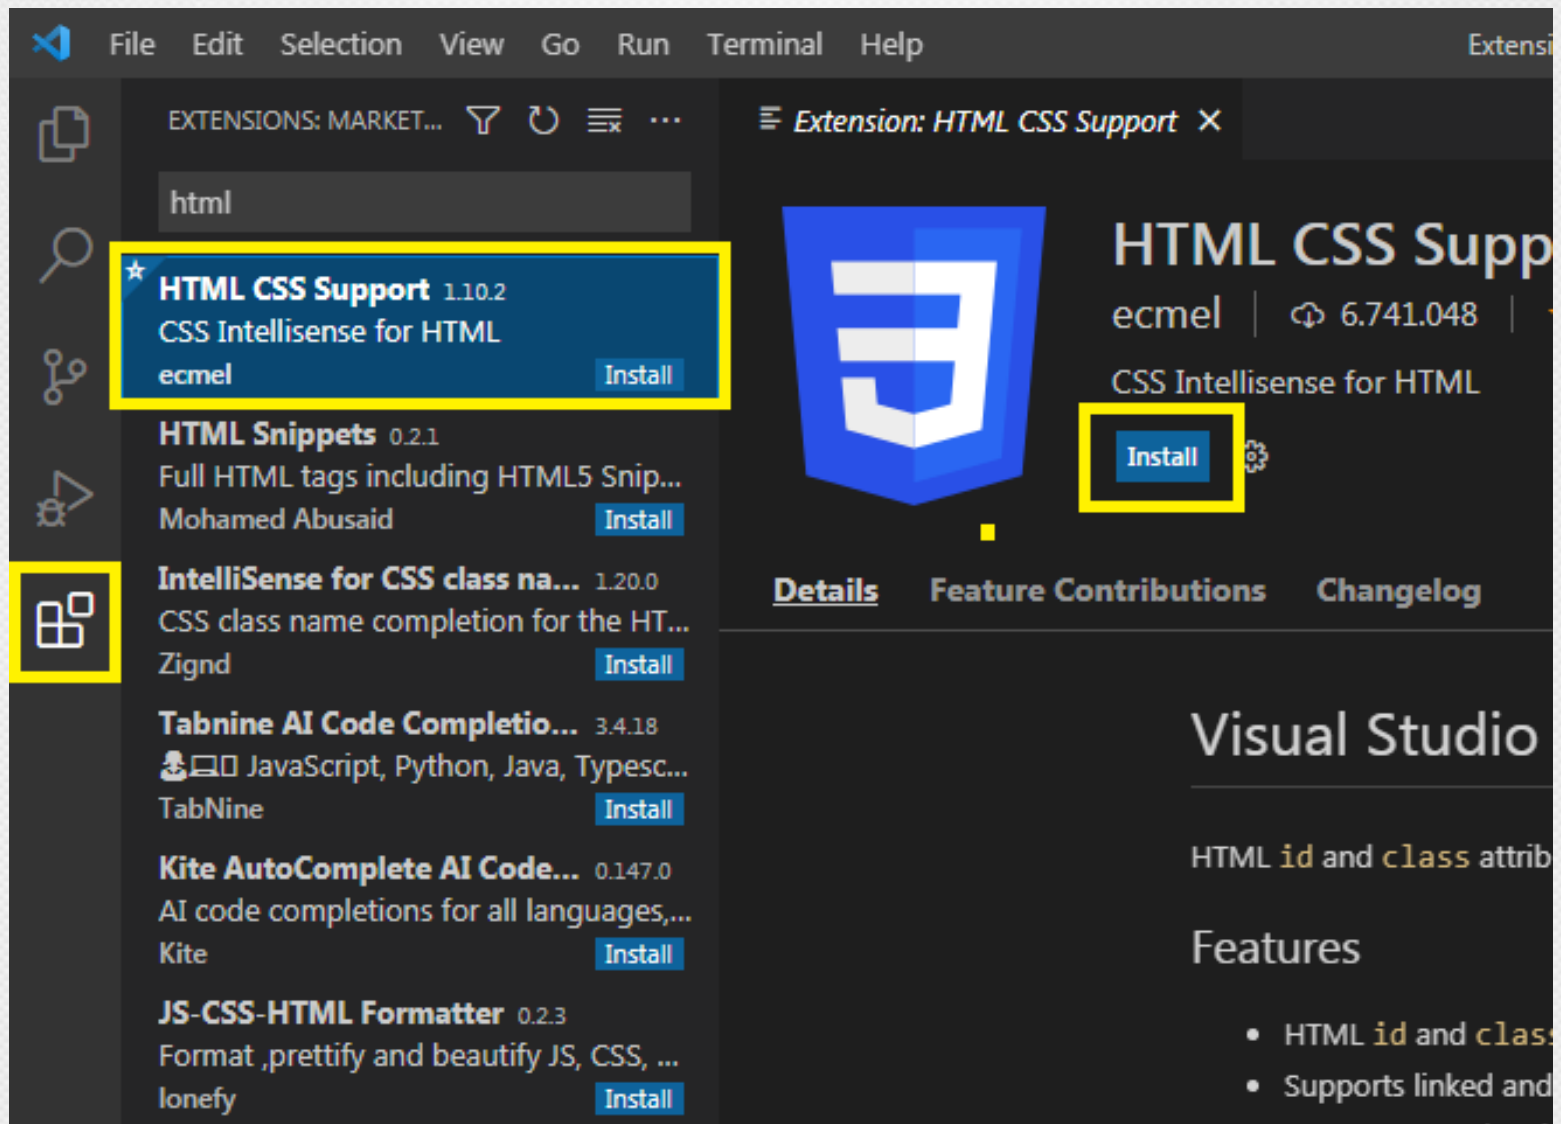 File Edit Selection View Go Run Terminal Help
EXTENSIONS: MARKET...
html
HTML CSS Support 1.10.2
CSS Intellisense for HTML
ecmel Install
HTML Snippets 0.2.1
Full HTML tags including HTML5 Snip...
Mohamed Abusaid Install
IntelliSense for CSS class na... 1.20.0
CSS class name completion for the HT...
Zignd Install
Tabnine AI Code Completio... 3.4.18
JavaScript, Python, Java, Typesc...
TabNine Install
Kite AutoComplete AI Code... 0.147.0
AI code completions for all languages,...
Kite Install
JS-CSS-HTML Formatter 0.2.3
Format ,prettify and beautify JS, CSS, ...
lonefy Install
Extensi
Extension: HTML CSS Support
HTML CSS Supp
ecmel 6.741.048
CSS Intellisense for HTML
Install
Details Feature Contributions Changelog
Visual Studio
HTML id and class attrib
Features
• HTML id and class
• Supports linked and